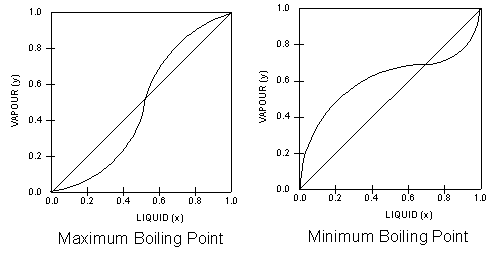 1.0
0.8
0.6
0.4
0.2
0.0
VAPOUR (y)
0.2 0.4 0.6 0.8 1.0
LIQUID (x)
Maximum Boiling Point
1.0
0.8
0.6
0.4
0.2
0.0
VAPOUR (y)
0.0 0.2 0.4 0.6 0.8 1.0
LIQUID (x)
Minimum Boiling Point